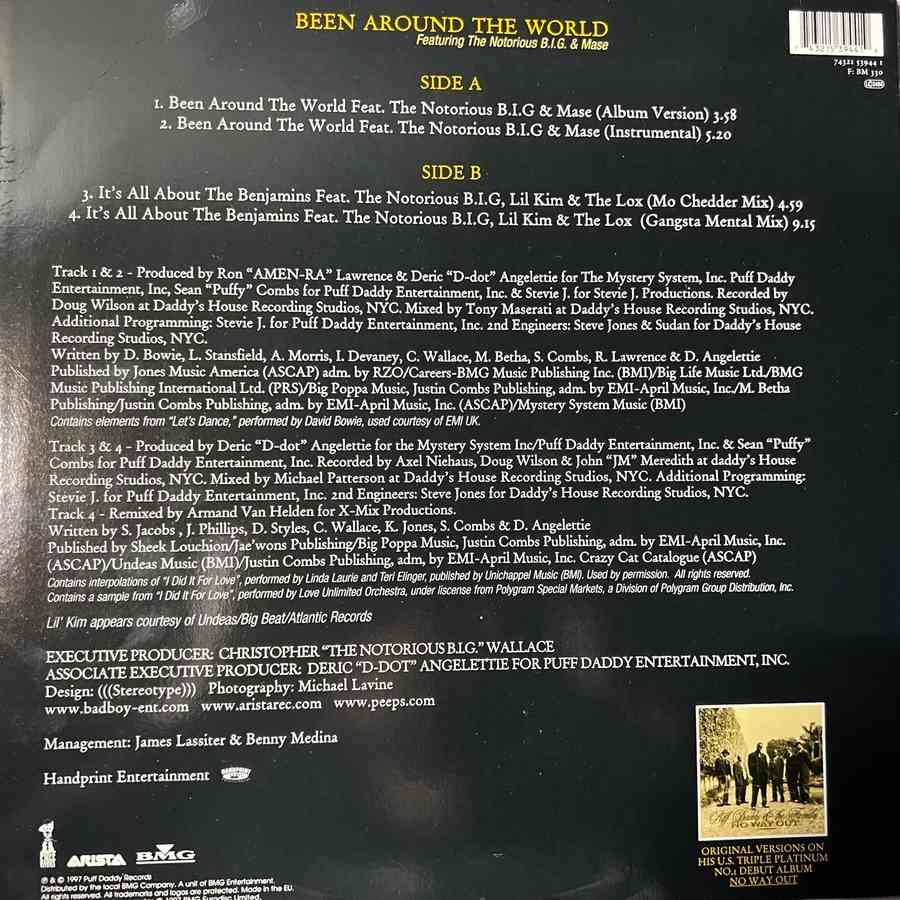 BEEN AROUND THE WORLD
Featuring The Notorious B.I.G. & Mase
74321 53944 1
F: BM 330
SIDE A
1. Been Around The World Feat. The Notorious B.I.G & Mase (Album Version) 3.58
2. Been Around The World Feat. The Notorious B.I.G & Mase (Instrumental) 5.20
SIDE B
3. It's All About The Benjamins Feat. The Notorious B.I.G, Lil Kim & The Lox (Mo Chedder Mix) 4.59
4. It's All About The Benjamins Feat. The Notorious B.I.G, Lil Kim & The Lox (Gangsta Mental Mix) 9.15
Track 1 & 2 - Produced by Ron "AMEN-RA" Lawrence & Deric "D-dot" Angelettie for The Mystery System, Inc. Puff Daddy
Entertainment, Inc, Sean "Puffy" Combs for Puff Daddy Entertainment, Inc. & Stevie J. for Stevie J. Productions. Recorded by
Doug Wilson at Daddy's House Recording Studios, NYC. Mixed by Tony Maserati at Daddy's House Recording Studios, NYC.
Additional Programming: Stevie J. for Puff Daddy Entertainment, Inc. 2nd Engineers: Steve Jones & Sudan for Daddy's House
Recording Studios, NYC.
Written by D. Bowie, L. Stansfield, A. Morris, I. Devaney, C. Wallace, M. Betha, S. Combs, R. Lawrence & D. Angelettie
Published by Jones Music America (ASCAP) adm. by RZO/Careers-BMG Music Publishing Inc. (BMI)/Big Life Music Ltd./BMG
Music Publishing International Ltd. (PRS)/Big Poppa Music, Justin Combs Publishing, adm. by EMI-April Music, Inc./M. Betha
Publishing/Justin Combs Publishing, adm. by EMI-April Music, Inc. (ASCAP)/Mystery System Music (BMI)
Contains elements from "Let's Dance," performed by David Bowie, used courtesy of EMI UK.
Track 3 & 4 - Produced by Deric "D-dot" Angelettie for the Mystery System Inc/Puff Daddy Entertainment, Inc. & Sean "Puffy"
Combs for Puff Daddy Entertainment, Inc. Recorded by Axel Niehaus, Doug Wilson & John "JM" Meredith at daddy's House
Recording Studios, NYC. Mixed by Michael Patterson at Daddy's House Recording Studios, NYC. Additional Programming:
Stevie J. for Puff Daddy Entertainment, Inc. 2nd Engineers: Steve Jones for Daddy's House Recording Studios, NYC.
Track 4 - Remixed by Armand Van Helden for X-Mix Productions.
Written by S. Jacobs , J. Phillips, D. Styles, C. Wallace, K. Jones, S. Combs & D. Angelettie
Published by Sheek Louchion/Jae'wons Publishing/Big Poppa Music, Justin Combs Publishing, adm. by EMI-April Music, Inc.
(ASCAP)/Undeas Music (BMI)/Justin Combs Publishing, adm, by EMI-April Music, Inc. Crazy Cat Catalogue (ASCAP)
Contains interpolations of "I Did It For Love", performed by Linda Laurie and Teri Elinger, published by Unichappel Music (BMI). Used by permission. All rights reserved.
Contains a sample from "I Did It For Love", performed by Love Unlimited Orchestra, under liscense from Polygram Special Markets, a Division of Polygram Group Distribution, Inc.
Lil' Kim appears courtesy of Undeas/Big Beat/Atlantic Records
EXECUTIVE PRODUCER: CHRISTOPHER "THE NOTORIOUS B.I.G." WALLACE
ASSOCIATE EXECUTIVE PRODUCER: DERIC "D-DOT" ANGELETTIE FOR PUFF DADDY ENTERTAINMENT, INC.
Design: (((Stereotype))) Photography: Michael Lavine
www.badboy-ent.com www.aristarec.com www.peeps.com
Management: James Lassiter & Benny Medina
Handprint Entertainment
Puff Daddy & the Family
NO WAY OUT
ORIGINAL VERSIONS ON
HIS U.S. TRIPLE PLATINUM
NO.1 DEBUT ALBUM
NO WAY OUT
ARISTA BMG
℗ & © 1997 Puff Daddy Records
Distributed by the local BMG Company. A unit of BMG Entertainment.
All rights reserved. All trademarks and logos are protected. Made in the EU.